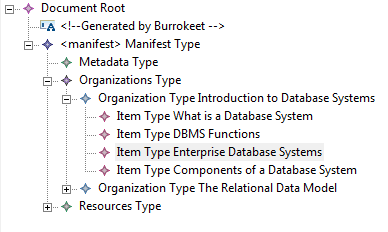 Document Root
<!--Generated by Burrokeet -->
<manifest> Manifest Type
Metadata Type
Organizations Type
Organization Type Introduction to Database Systems
Item Type What is a Database System
Item Type DBMS Functions
Item Type Enterprise Database Systems
Item Type Components of a Database System
Organization Type The Relational Data Model
Resources Type